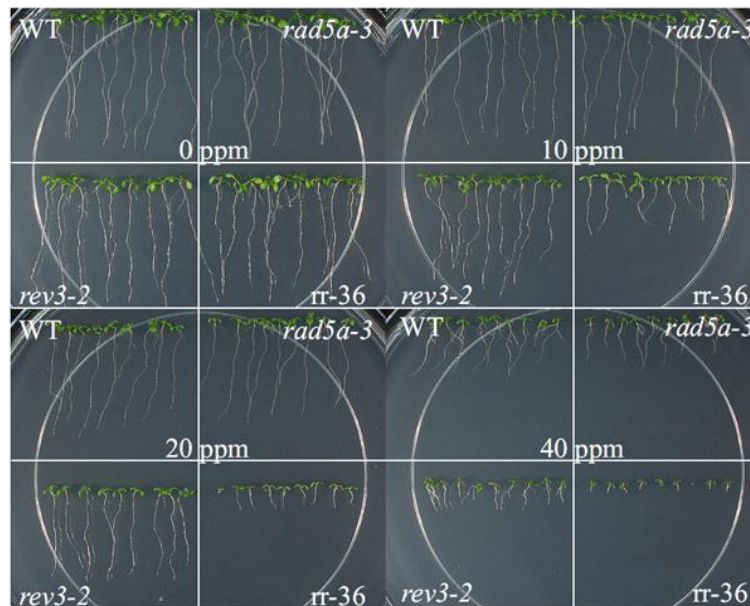 WT rad5a-3 WT rad5a-3
0 ppm 10 ppm
rev3-2 rr-36 rev3-2 rr-36
WT rad5a-3 WT rad5a-3
20 ppm 40 ppm
rev3-2 rr-36 rev3-2 rr-36